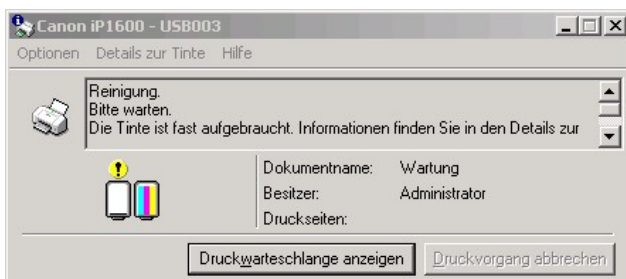 Canon iP1600 - USB003
Optionen Details zur Tinte Hilfe
Reinigung.
Bitte warten.
Die Tinte ist fast aufgebraucht. Informationen finden Sie in den Details zur
Dokumentname: Wartung
Besitzer: Administrator
Druckseiten:
Druckwarteschlange anzeigen Druckvorgang abbrechen